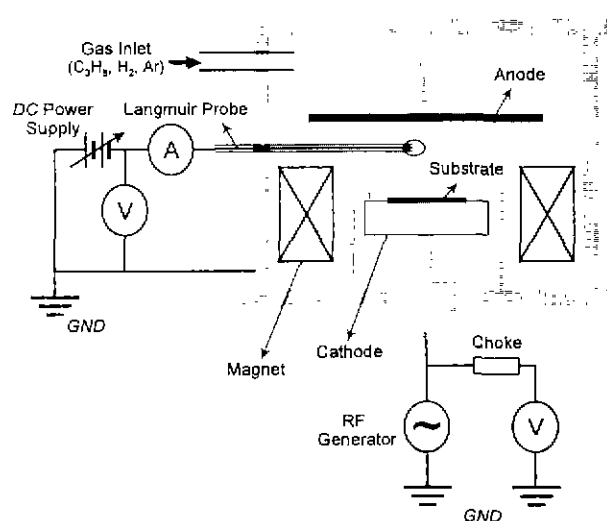 Gas Inlet
(C₃H₈, H₂, Ar)
Anode
DC Power
Supply
Langmuir Probe
A
V
Substrate
GND
Magnet
Cathode
Choke
RF
Generator
V
GND